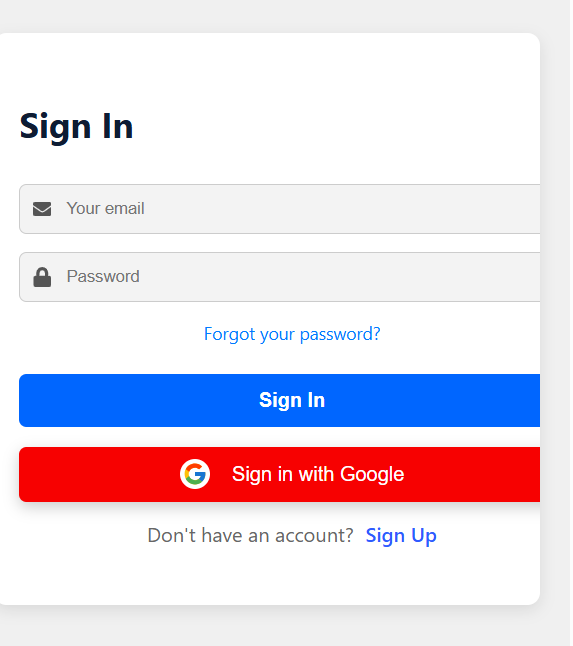 Sign In
Your email
Password
Forgot your password?
Sign In
Sign in with Google
Don't have an account? Sign Up